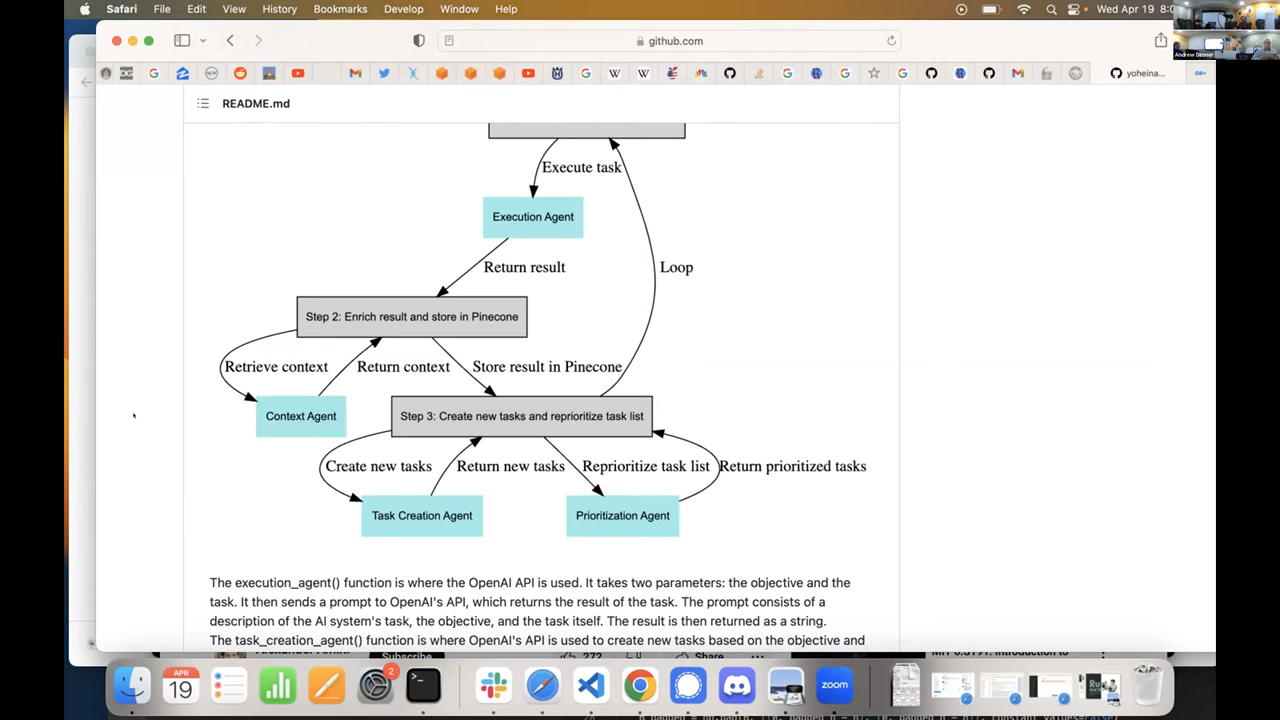 Safari File Edit View History Bookmarks Develop Window Help
Wed Apr 19 8:0
Andrew Denner
github.com
yoheina...
README.md
Execute task
Execution Agent
Return result
Loop
Step 2: Enrich result and store in Pinecone
Retrieve context
Return context
Store result in Pinecone
Context Agent
Step 3: Create new tasks and reprioritize task list
Create new tasks
Return new tasks
Reprioritize task list
Return prioritized tasks
Task Creation Agent
Prioritization Agent
The execution_agent() function is where the OpenAI API is used. It takes two parameters: the objective and the
task. It then sends a prompt to OpenAI's API, which returns the result of the task. The prompt consists of a
description of the AI system's task, the objective, and the task itself. The result is then returned as a string.
The task_creation_agent() function is where OpenAI's API is used to create new tasks based on the objective and
APR
19
2
zoom